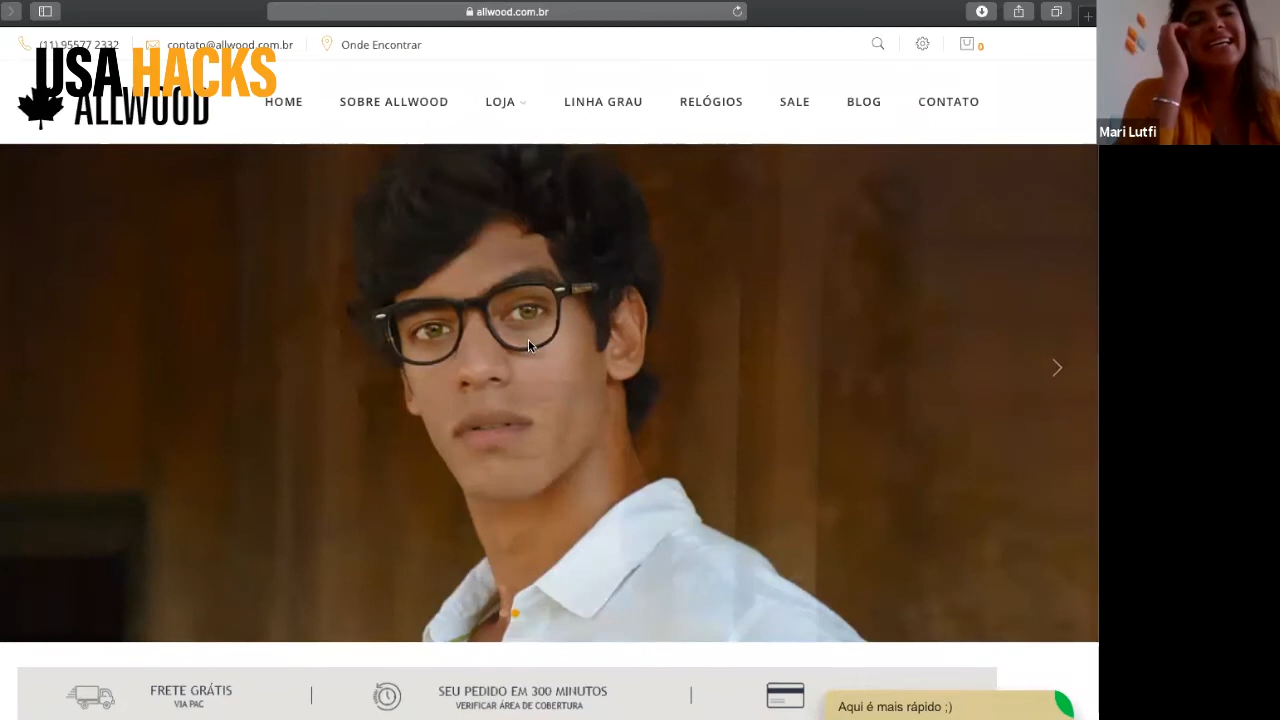 allwood.com.br
(11) 95577 2332
contato@allwood.com.br
Onde Encontrar
0
USA HACKS
ALLWOOD
HOME
SOBRE ALLWOOD
LOJA
LINHA GRAU
RELÓGIOS
SALE
BLOG
CONTATO
Mari Lutfi
FRETE GRÁTIS
VIA PAC
SEU PEDIDO EM 300 MINUTOS
VERIFICAR ÁREA DE COBERTURA
Aqui é mais rápido ;)